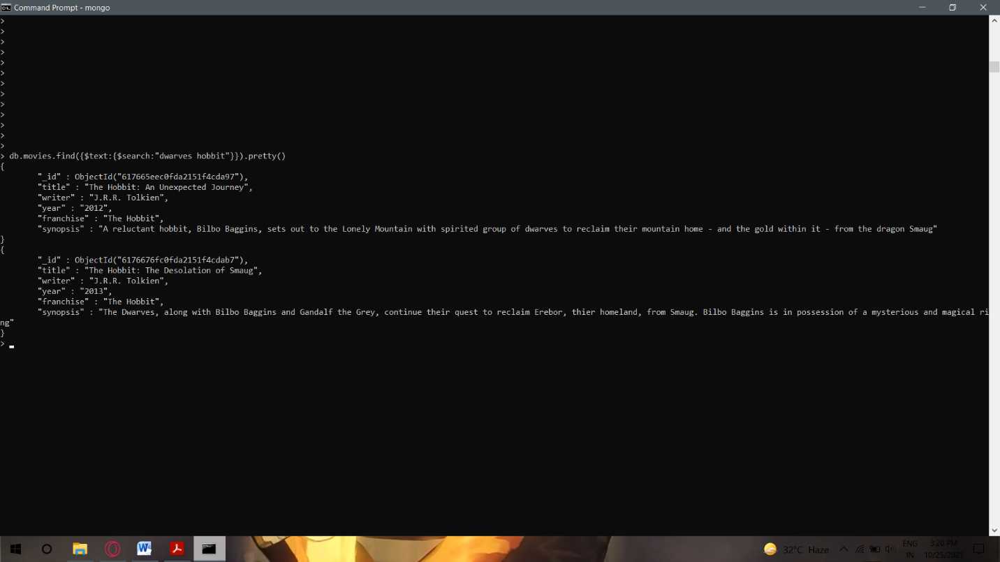 Command Prompt - mongo
>
>
>
>
>
>
>
>
>
>
>
>
>
> db.movies.find({$text:{$search:"dwarves hobbit"}}).pretty()
{
"_id" : ObjectId("617665eec0fda2151f4cda97"),
"title" : "The Hobbit: An Unexpected Journey",
"writer" : "J.R.R. Tolkien",
"year" : "2012",
"franchise" : "The Hobbit",
"synopsis" : "A reluctant hobbit, Bilbo Baggins, sets out to the Lonely Mountain with spirited group of dwarves to reclaim their mountain home - and the gold within it - from the dragon Smaug"
}
{
"_id" : ObjectId("6176676fc0fda2151f4cdab7"),
"title" : "The Hobbit: The Desolation of Smaug",
"writer" : "J.R.R. Tolkien",
"year" : "2013",
"franchise" : "The Hobbit",
"synopsis" : "The Dwarves, along with Bilbo Baggins and Gandalf the Grey, continue their quest to reclaim Erebor, thier homeland, from Smaug. Bilbo Baggins is in possession of a mysterious and magical ri
ng"
}
>
32°C Haze
ENG
IN
3:20 PM
10/25/2021